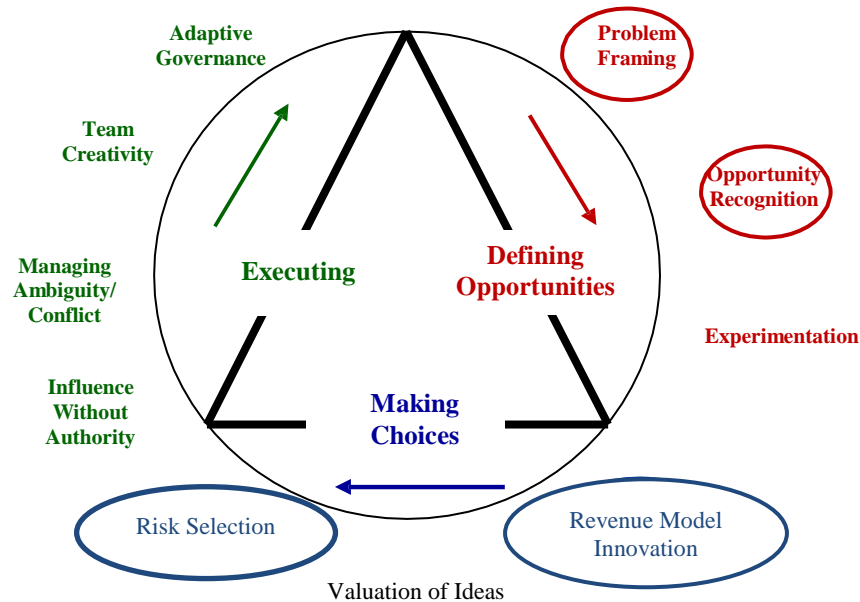 Adaptive
Governance
Problem
Framing
Team
Creativity
Opportunity
Recognition
Managing
Ambiguity/
Conflict
Executing
Defining
Opportunities
Experimentation
Influence
Without
Authority
Making
Choices
Risk Selection
Revenue Model
Innovation
Valuation of Ideas